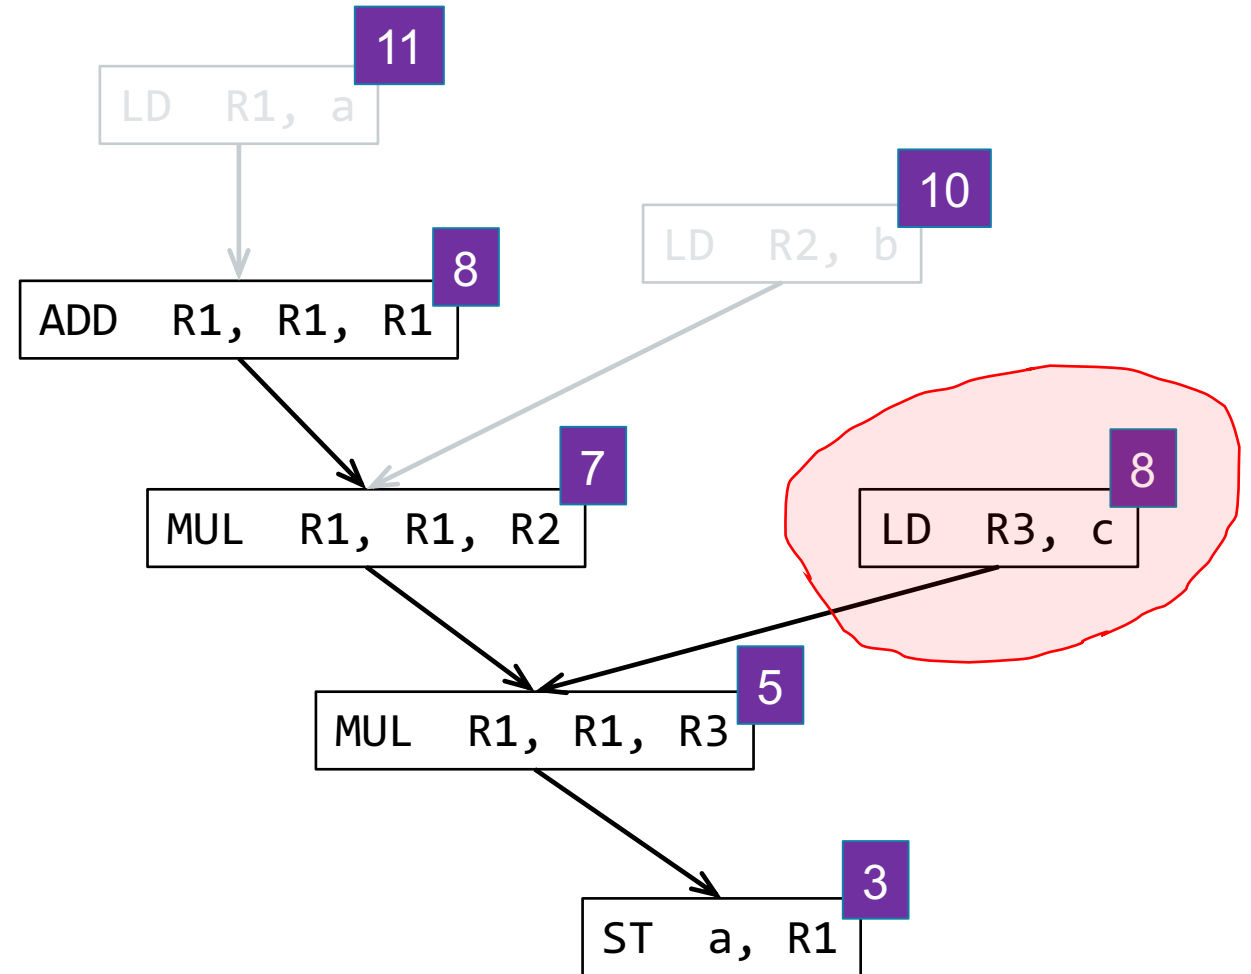 11
LD R1, a
10
LD R2, b
8
ADD R1, R1, R1
7
MUL R1, R1, R2
8
LD R3, c
5
MUL R1, R1, R3
3
ST a, R1